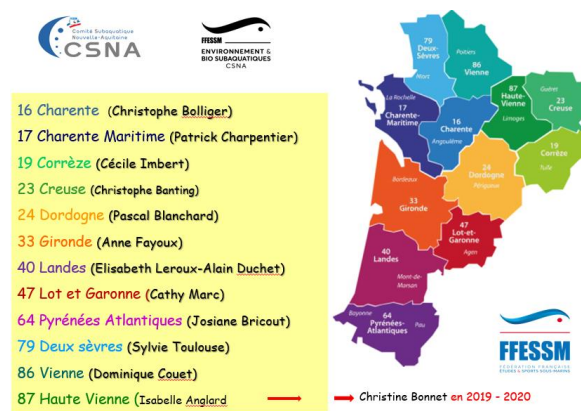 Comité Subaquatique
Nouvelle-Aquitaine
CSNA
FFESSM
ENVIRONNEMENT &
BIO SUBAQUATIQUES
CSNA
16 Charente (Christophe Bolliger)
17 Charente Maritime (Patrick Charpentier)
19 Corrèze (Cécile Imbert)
23 Creuse (Christophe Banting)
24 Dordogne (Pascal Blanchard)
33 Gironde (Anne Fayoux)
40 Landes (Elisabeth Leroux-Alain Duchet)
47 Lot et Garonne (Cathy Marc)
64 Pyrénées Atlantiques (Josiane Bricout)
79 Deux sèvres (Sylvie Toulouse)
86 Vienne (Dominique Couet)
87 Haute Vienne (Isabelle Anglard
Christine Bonnet en 2019 - 2020
79
Deux-
Sèvres
Niort
Poitiers
86
Vienne
La Rochelle
17
Charente-
Maritime
16
Charente
Angoulême
87
Haute-
Vienne
Limoges
Guéret
23
Creuse
19
Corrèze
Tulle
24
Dordogne
Périgueux
Bordeaux
33
Gironde
47
Lot-et-
Garonne
Agen
40
Landes
Mont-de-
Marsan
Bayonne
64
Pyrénées-
Atlantiques
Pau
FFESSM
FÉDÉRATION FRANÇAISE
ÉTUDES & SPORTS SOUS-MARINS